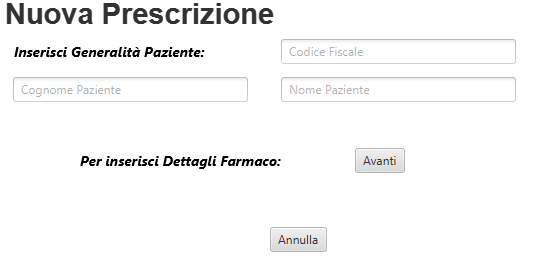 Nuova Prescrizione
Inserisci Generalità Paziente: Codice Fiscale
Cognome Paziente Nome Paziente
Per inserisci Dettagli Farmaco: Avanti
Annulla